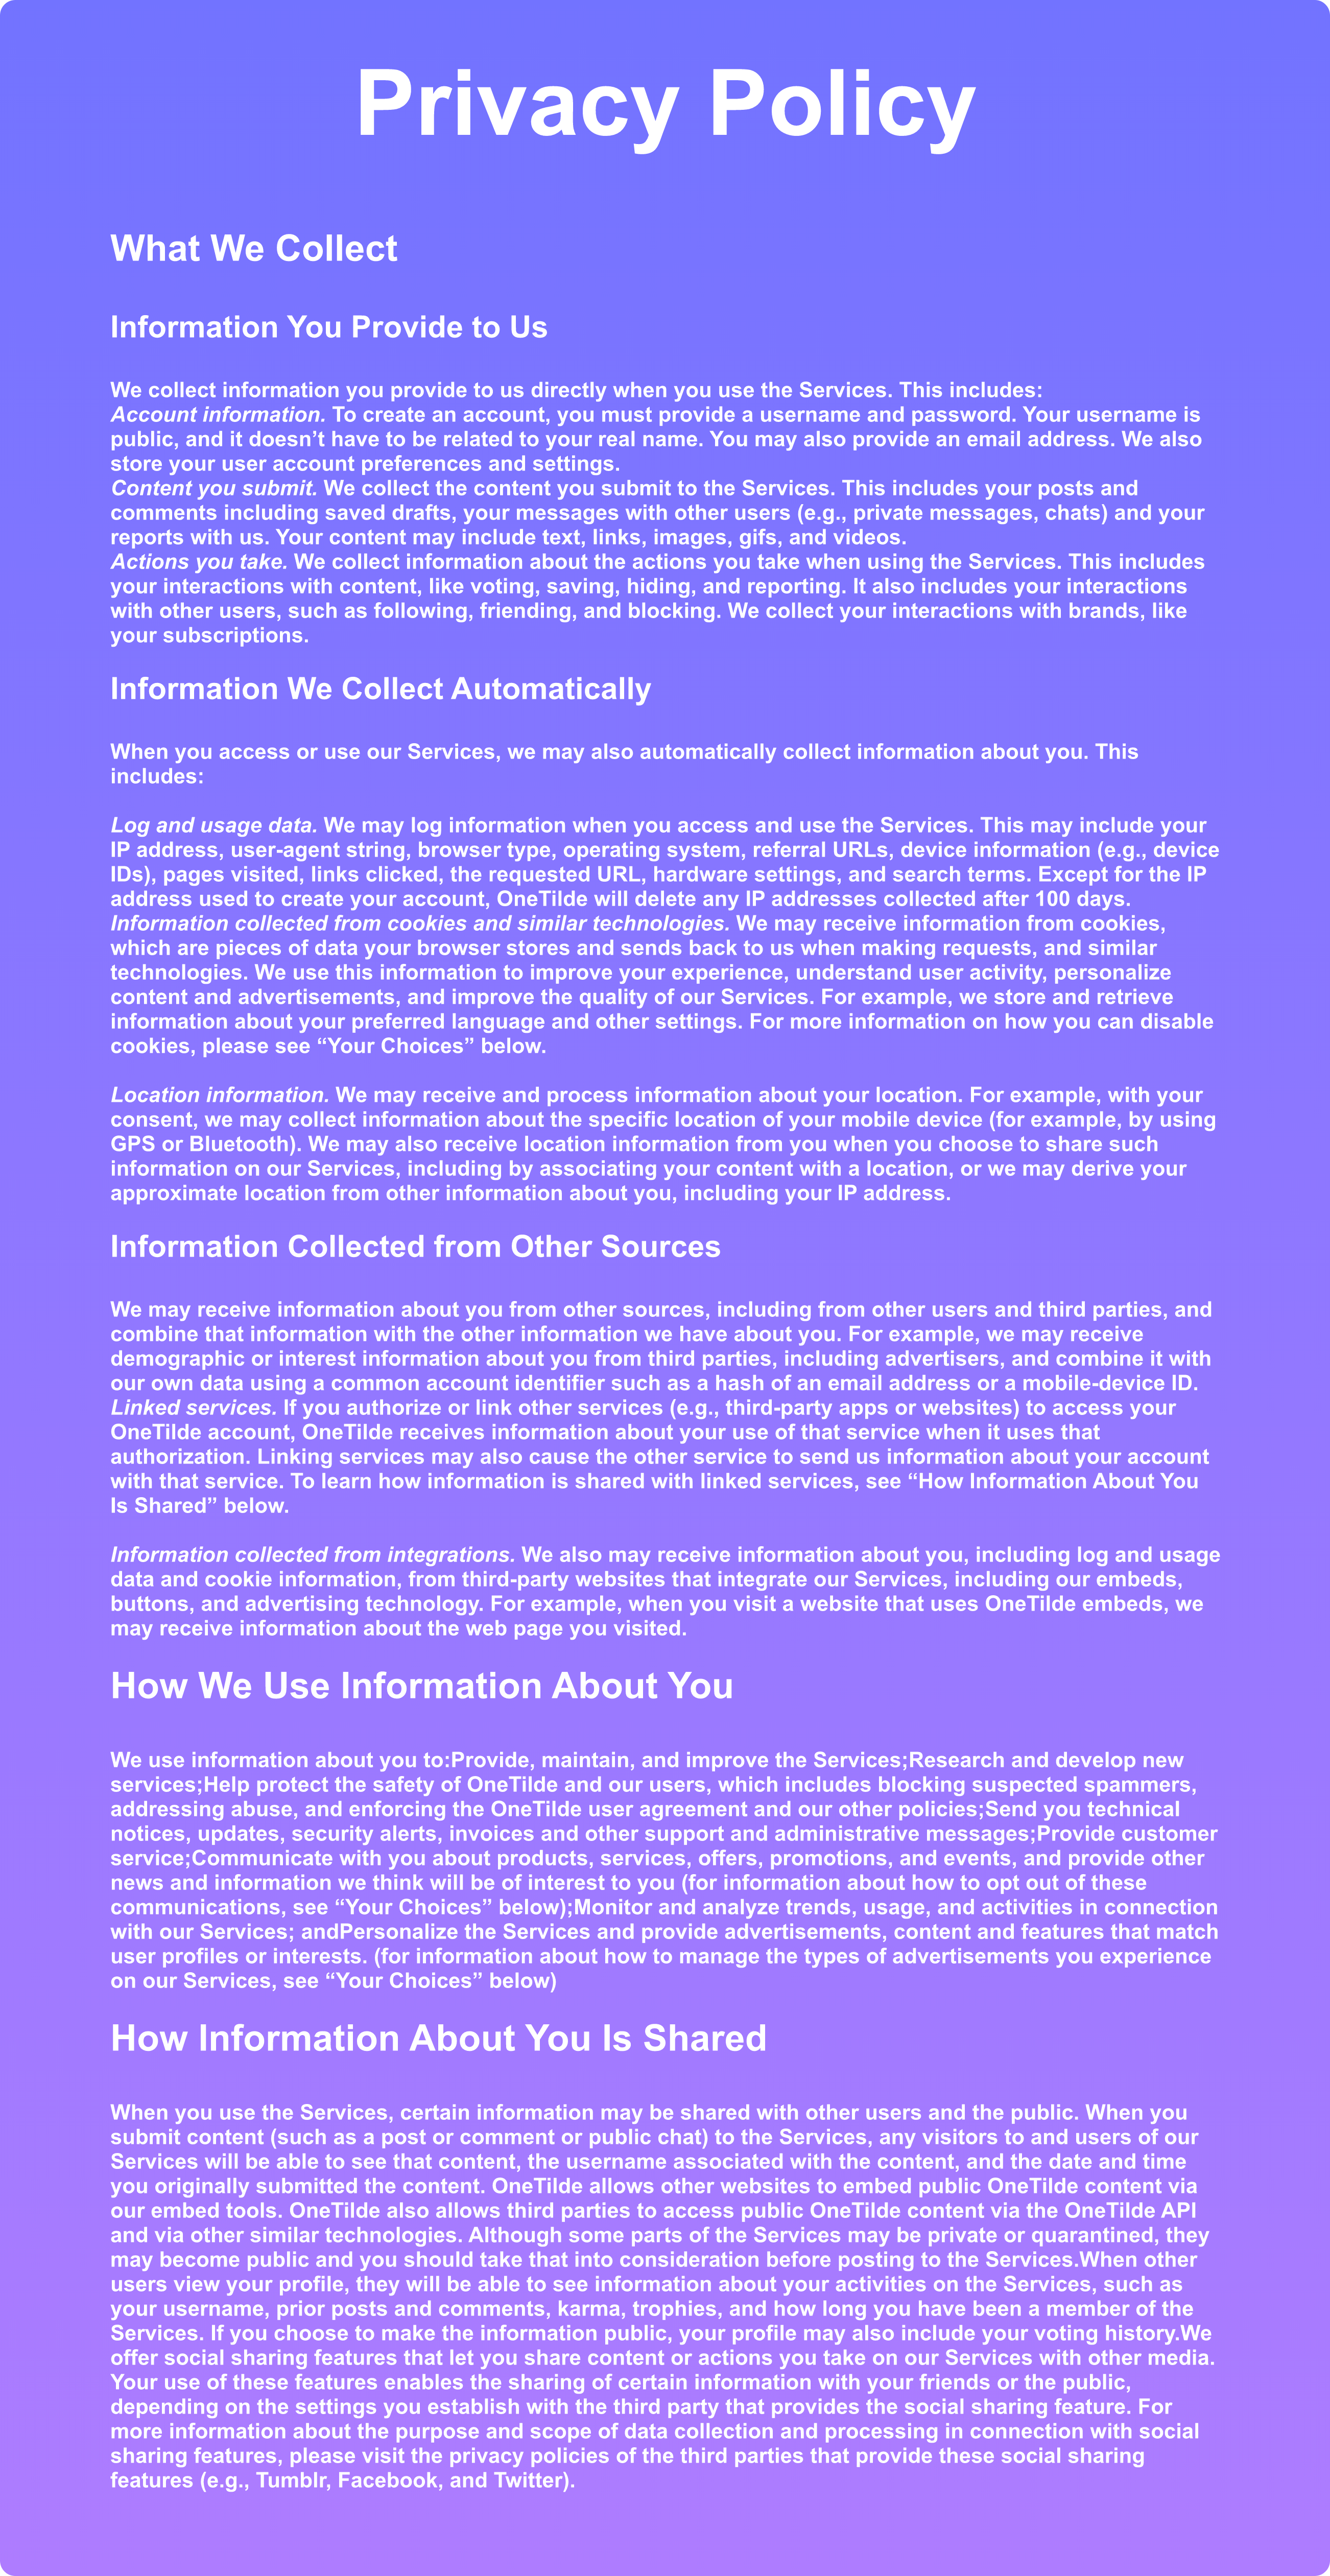 Privacy Policy
What We Collect
Information You Provide to Us
We collect information you provide to us directly when you use the Services. This includes:
Account information. To create an account, you must provide a username and password. Your username is
public, and it doesn’t have to be related to your real name. You may also provide an email address. We also
store your user account preferences and settings.
Content you submit. We collect the content you submit to the Services. This includes your posts and
comments including saved drafts, your messages with other users (e.g., private messages, chats) and your
reports with us. Your content may include text, links, images, gifs, and videos.
Actions you take. We collect information about the actions you take when using the Services. This includes
your interactions with content, like voting, saving, hiding, and reporting. It also includes your interactions
with other users, such as following, friending, and blocking. We collect your interactions with brands, like
your subscriptions.
Information We Collect Automatically
When you access or use our Services, we may also automatically collect information about you. This
includes:
Log and usage data. We may log information when you access and use the Services. This may include your
IP address, user-agent string, browser type, operating system, referral URLs, device information (e.g., device
IDs), pages visited, links clicked, the requested URL, hardware settings, and search terms. Except for the IP
address used to create your account, OneTilde will delete any IP addresses collected after 100 days.
Information collected from cookies and similar technologies. We may receive information from cookies,
which are pieces of data your browser stores and sends back to us when making requests, and similar
technologies. We use this information to improve your experience, understand user activity, personalize
content and advertisements, and improve the quality of our Services. For example, we store and retrieve
information about your preferred language and other settings. For more information on how you can disable
cookies, please see “Your Choices” below.
Location information. We may receive and process information about your location. For example, with your
consent, we may collect information about the specific location of your mobile device (for example, by using
GPS or Bluetooth). We may also receive location information from you when you choose to share such
information on our Services, including by associating your content with a location, or we may derive your
approximate location from other information about you, including your IP address.
Information Collected from Other Sources
We may receive information about you from other sources, including from other users and third parties, and
combine that information with the other information we have about you. For example, we may receive
demographic or interest information about you from third parties, including advertisers, and combine it with
our own data using a common account identifier such as a hash of an email address or a mobile-device ID.
Linked services. If you authorize or link other services (e.g., third-party apps or websites) to access your
OneTilde account, OneTilde receives information about your use of that service when it uses that
authorization. Linking services may also cause the other service to send us information about your account
with that service. To learn how information is shared with linked services, see “How Information About You
Is Shared” below.
Information collected from integrations. We also may receive information about you, including log and usage
data and cookie information, from third-party websites that integrate our Services, including our embeds,
buttons, and advertising technology. For example, when you visit a website that uses OneTilde embeds, we
may receive information about the web page you visited.
How We Use Information About You
We use information about you to:Provide, maintain, and improve the Services;Research and develop new
services;Help protect the safety of OneTilde and our users, which includes blocking suspected spammers,
addressing abuse, and enforcing the OneTilde user agreement and our other policies;Send you technical
notices, updates, security alerts, invoices and other support and administrative messages;Provide customer
service;Communicate with you about products, services, offers, promotions, and events, and provide other
news and information we think will be of interest to you (for information about how to opt out of these
communications, see “Your Choices” below);Monitor and analyze trends, usage, and activities in connection
with our Services; andPersonalize the Services and provide advertisements, content and features that match
user profiles or interests. (for information about how to manage the types of advertisements you experience
on our Services, see “Your Choices” below)
How Information About You Is Shared
When you use the Services, certain information may be shared with other users and the public. When you
submit content (such as a post or comment or public chat) to the Services, any visitors to and users of our
Services will be able to see that content, the username associated with the content, and the date and time
you originally submitted the content. OneTilde allows other websites to embed public OneTilde content via
our embed tools. OneTilde also allows third parties to access public OneTilde content via the OneTilde API
and via other similar technologies. Although some parts of the Services may be private or quarantined, they
may become public and you should take that into consideration before posting to the Services.When other
users view your profile, they will be able to see information about your activities on the Services, such as
your username, prior posts and comments, karma, trophies, and how long you have been a member of the
Services. If you choose to make the information public, your profile may also include your voting history.We
offer social sharing features that let you share content or actions you take on our Services with other media.
Your use of these features enables the sharing of certain information with your friends or the public,
depending on the settings you establish with the third party that provides the social sharing feature. For
more information about the purpose and scope of data collection and processing in connection with social
sharing features, please visit the privacy policies of the third parties that provide these social sharing
features (e.g., Tumblr, Facebook, and Twitter).